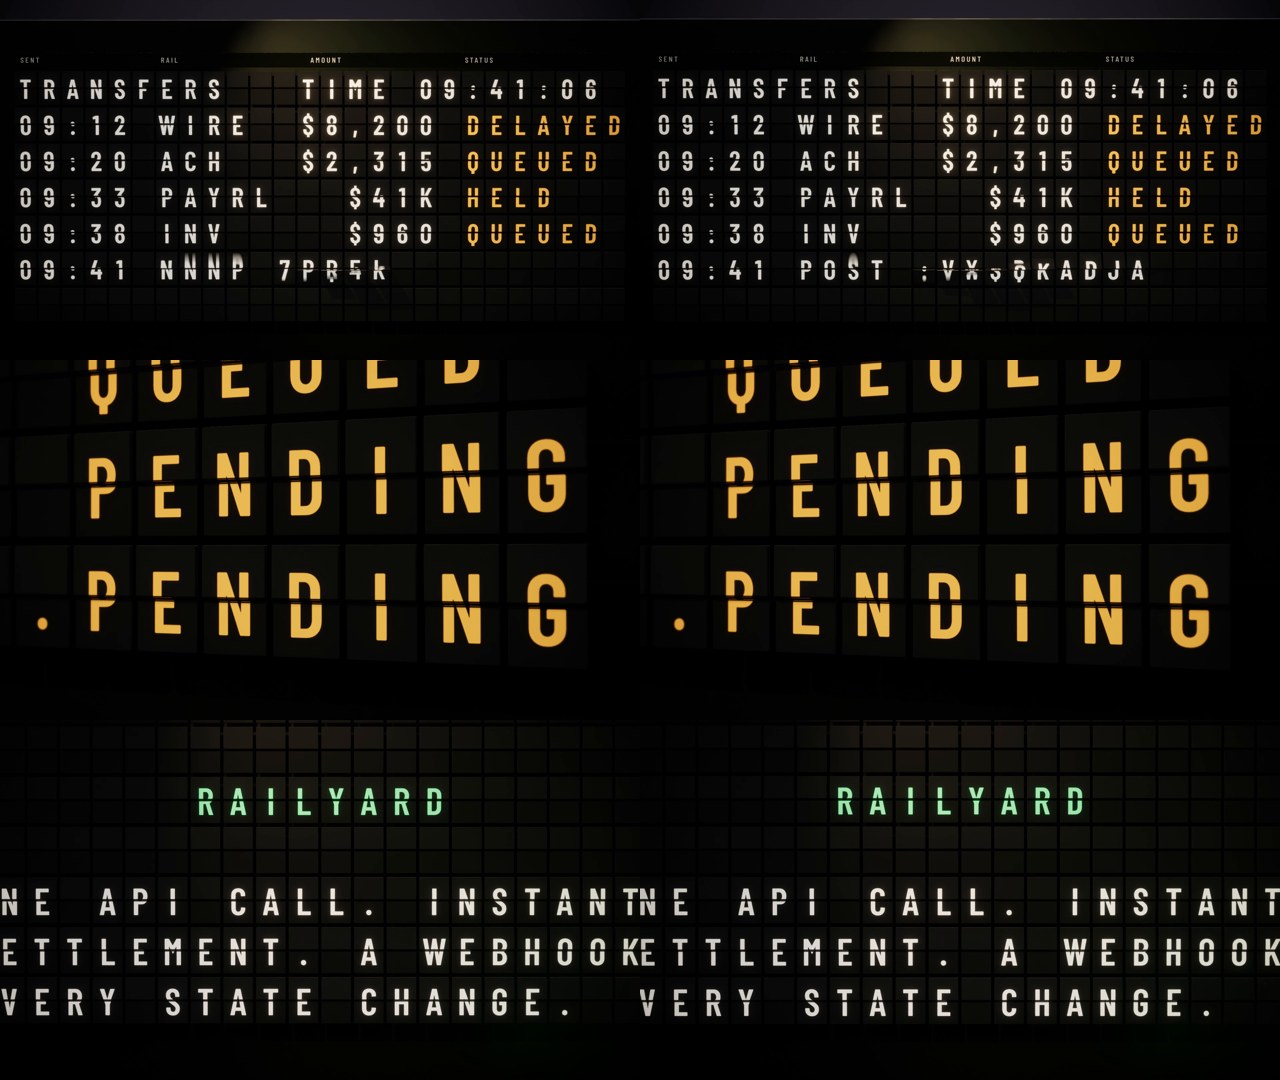 SENT RAIL AMOUNT STATUS
TRANSFERS TIME 09:41:06
09:12 WIRE $8,200 DELAYED
09:20 ACH $2,315 QUEUED
09:33 PAYRL $41K HELD
09:38 INV $960 QUEUED
09:41
SENT RAIL AMOUNT STATUS
TRANSFERS TIME 09:41:06
09:12 WIRE $8,200 DELAYED
09:20 ACH $2,315 QUEUED
09:33 PAYRL $41K HELD
09:38 INV $960 QUEUED
09:41 POST
QUEUED
PENDING
.PENDING
QUEUED
PENDING
.PENDING
RAILYARD
NE API CALL. INSTANT
ETTLEMENT. A WEBHOOK
VERY STATE CHANGE.
RAILYARD
NE API CALL. INSTANT
ETTLEMENT. A WEBHOOK
VERY STATE CHANGE.